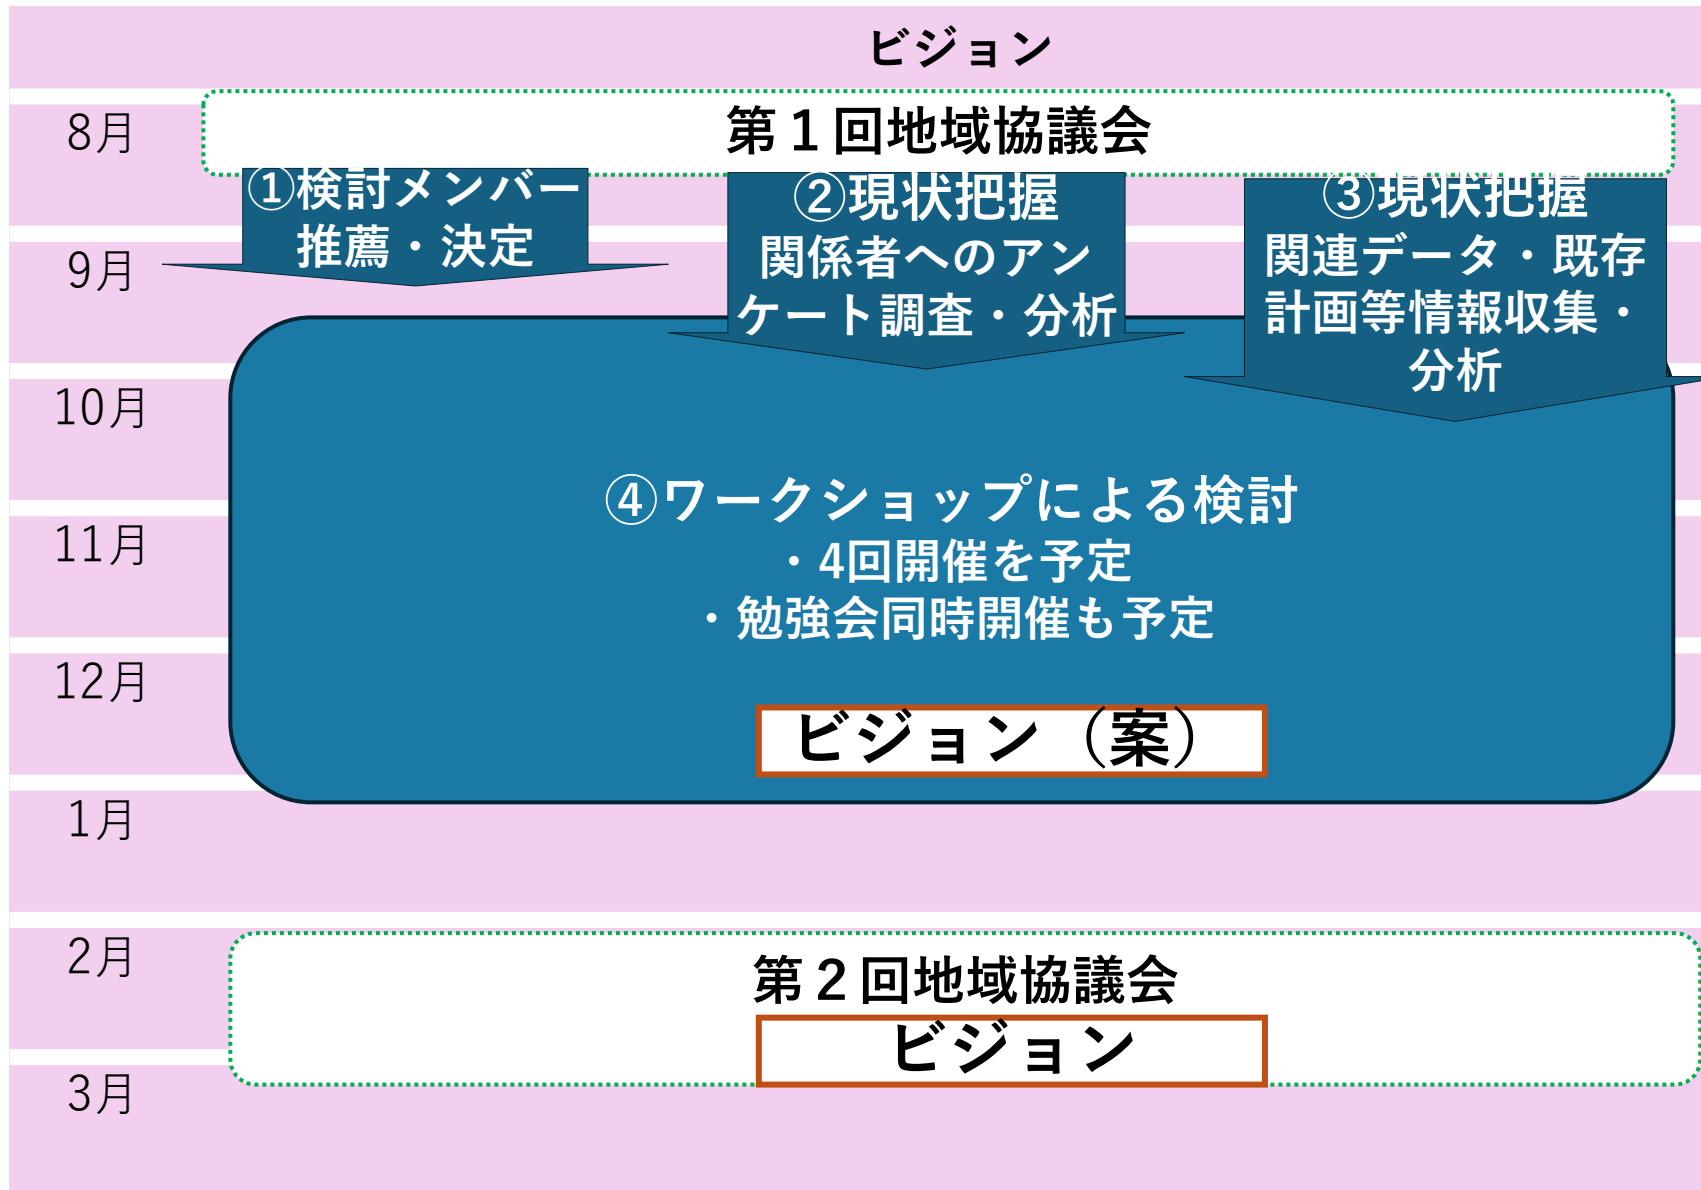 ビジョン
8月
第１回地域協議会
①検討メンバー
推薦・決定
②現状把握
関係者へのアン
ケート調査・分析
③現状把握
関連データ・既存
計画等情報収集・
分析
9月
10月
④ワークショップによる検討
・4回開催を予定
・勉強会同時開催も予定
11月
12月
ビジョン（案）
1月
2月
第２回地域協議会
ビジョン
3月